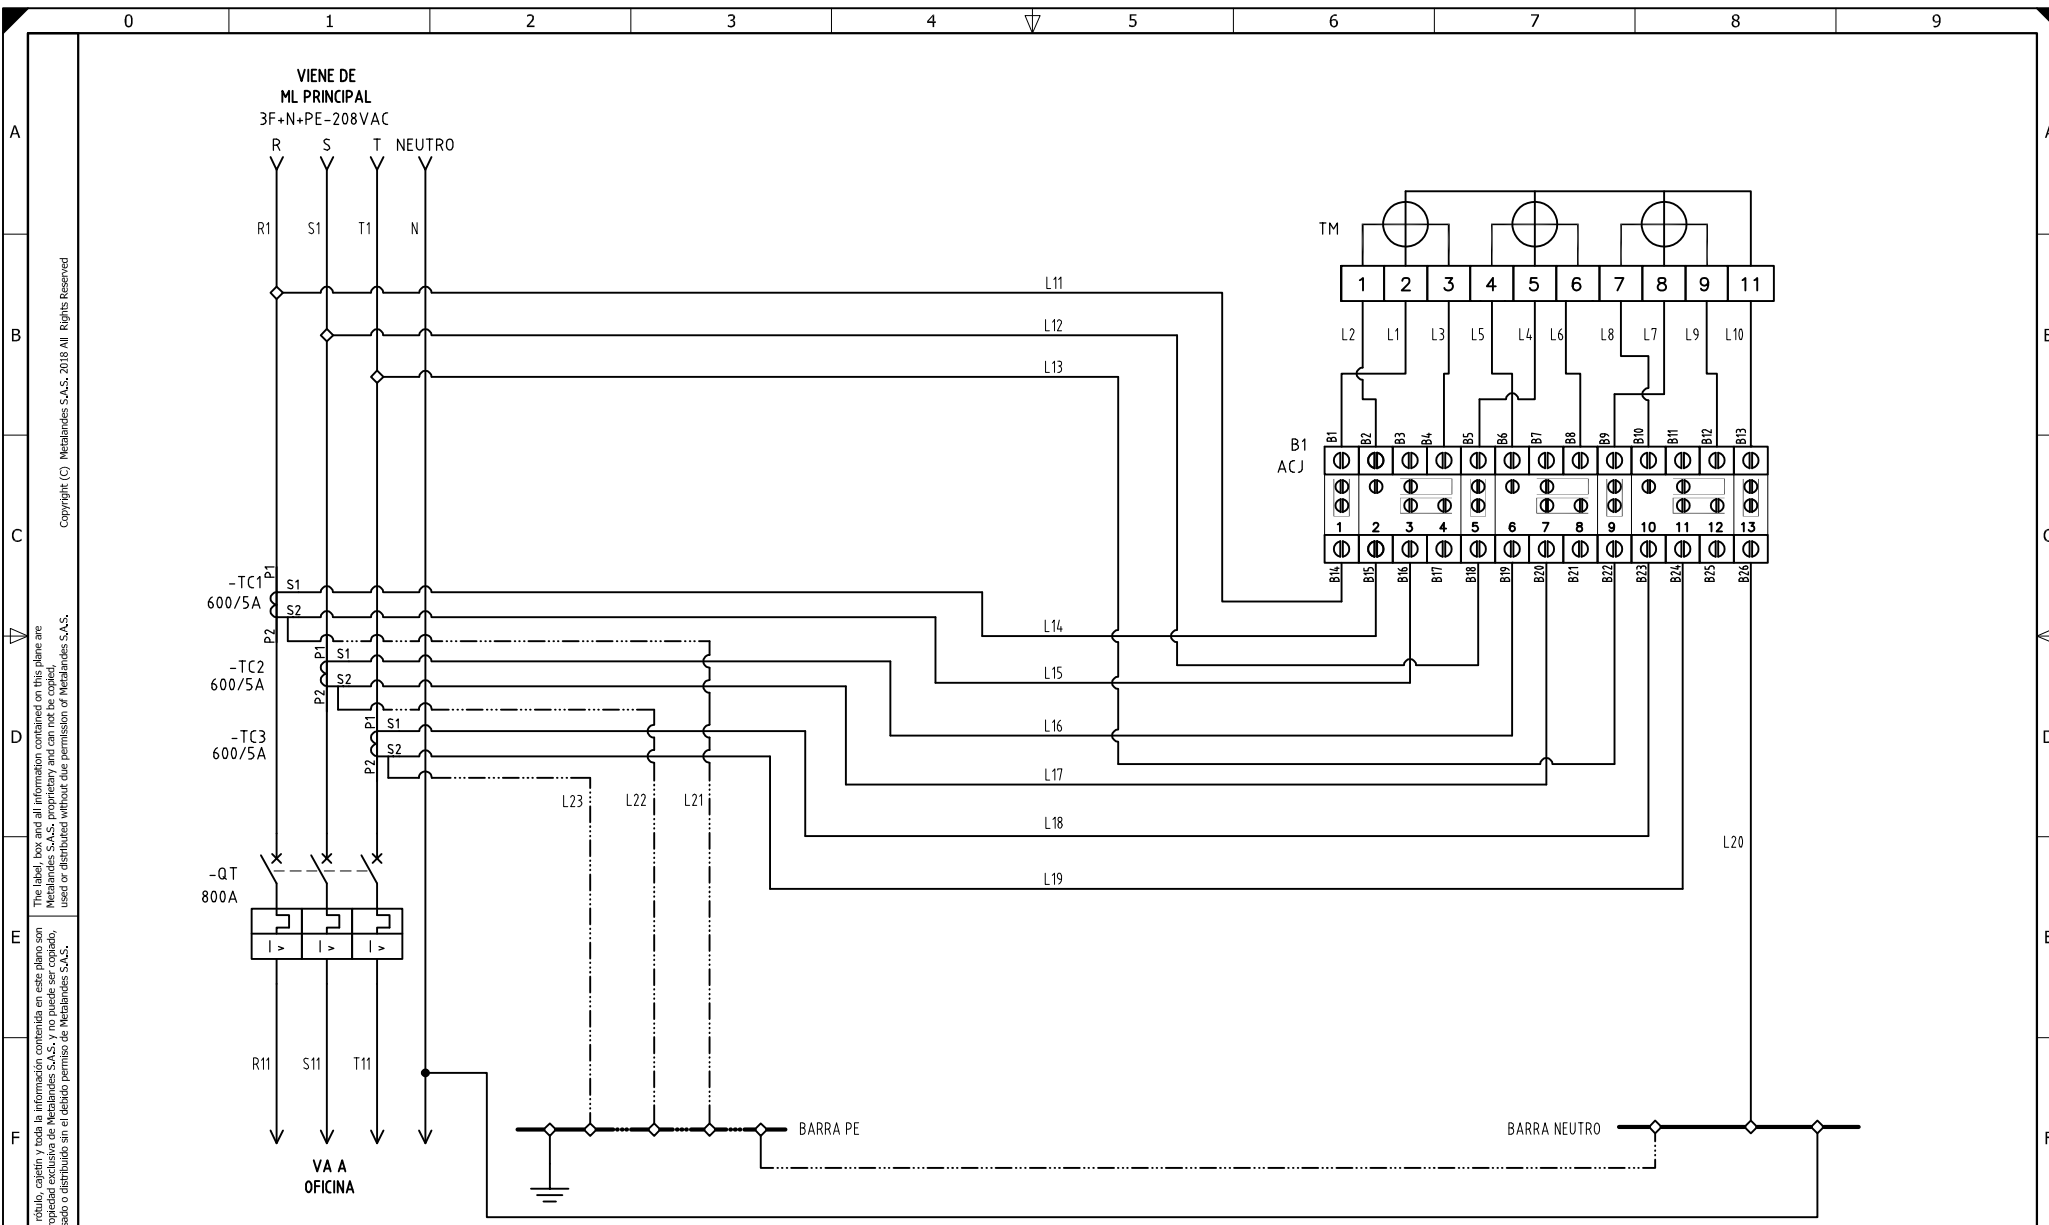 0 1 2 3 4 5 6 7 8 9
A
B
C
D
E
F
VIENE DE
ML PRINCIPAL
3F+N+PE-208VAC
R S T NEUTRO
R1 S1 T1 N
L11
L12
L13
TM
1 2 3 4 5 6 7 8 9 11
L2 L1 L3 L5 L4 L6 L8 L7 L9 L10
B1
ACJ
B1 B2 B3 B4 B5 B6 B7 B8 B9 B10 B11 B12 B13
1 2 3 4 5 6 7 8 9 10 11 12 13
B14 B15 B16 B17 B18 B19 B20 B21 B22 B23 B24 B25 B26
-TC1
600/5A
P1
S1
S2
P2
-TC2
600/5A
P1
S1
S2
P2
-TC3
600/5A
P1
S1
S2
P2
L14
L15
L16
L17
L18
L19
L20
L23 L22 L21
-QT
800A
I > I > I >
R11 S11 T11
VA A
OFICINA
BARRA PE
BARRA NEUTRO
Copyright (C) Metalandes S.A.S. 2018 All Rights Reserved
The label, box and all information contained on this plane are
Metalandes S.A.S. proprietary and can not be copied,
used or distributed without due permission of Metalandes S.A.S.
rótulo, cajetín y toda la información contenida en este plano son
exclusiva de Metalandes S.A.S. y no puede ser copiado,
o distribuido sin el debido permiso de Metalandes S.A.S.